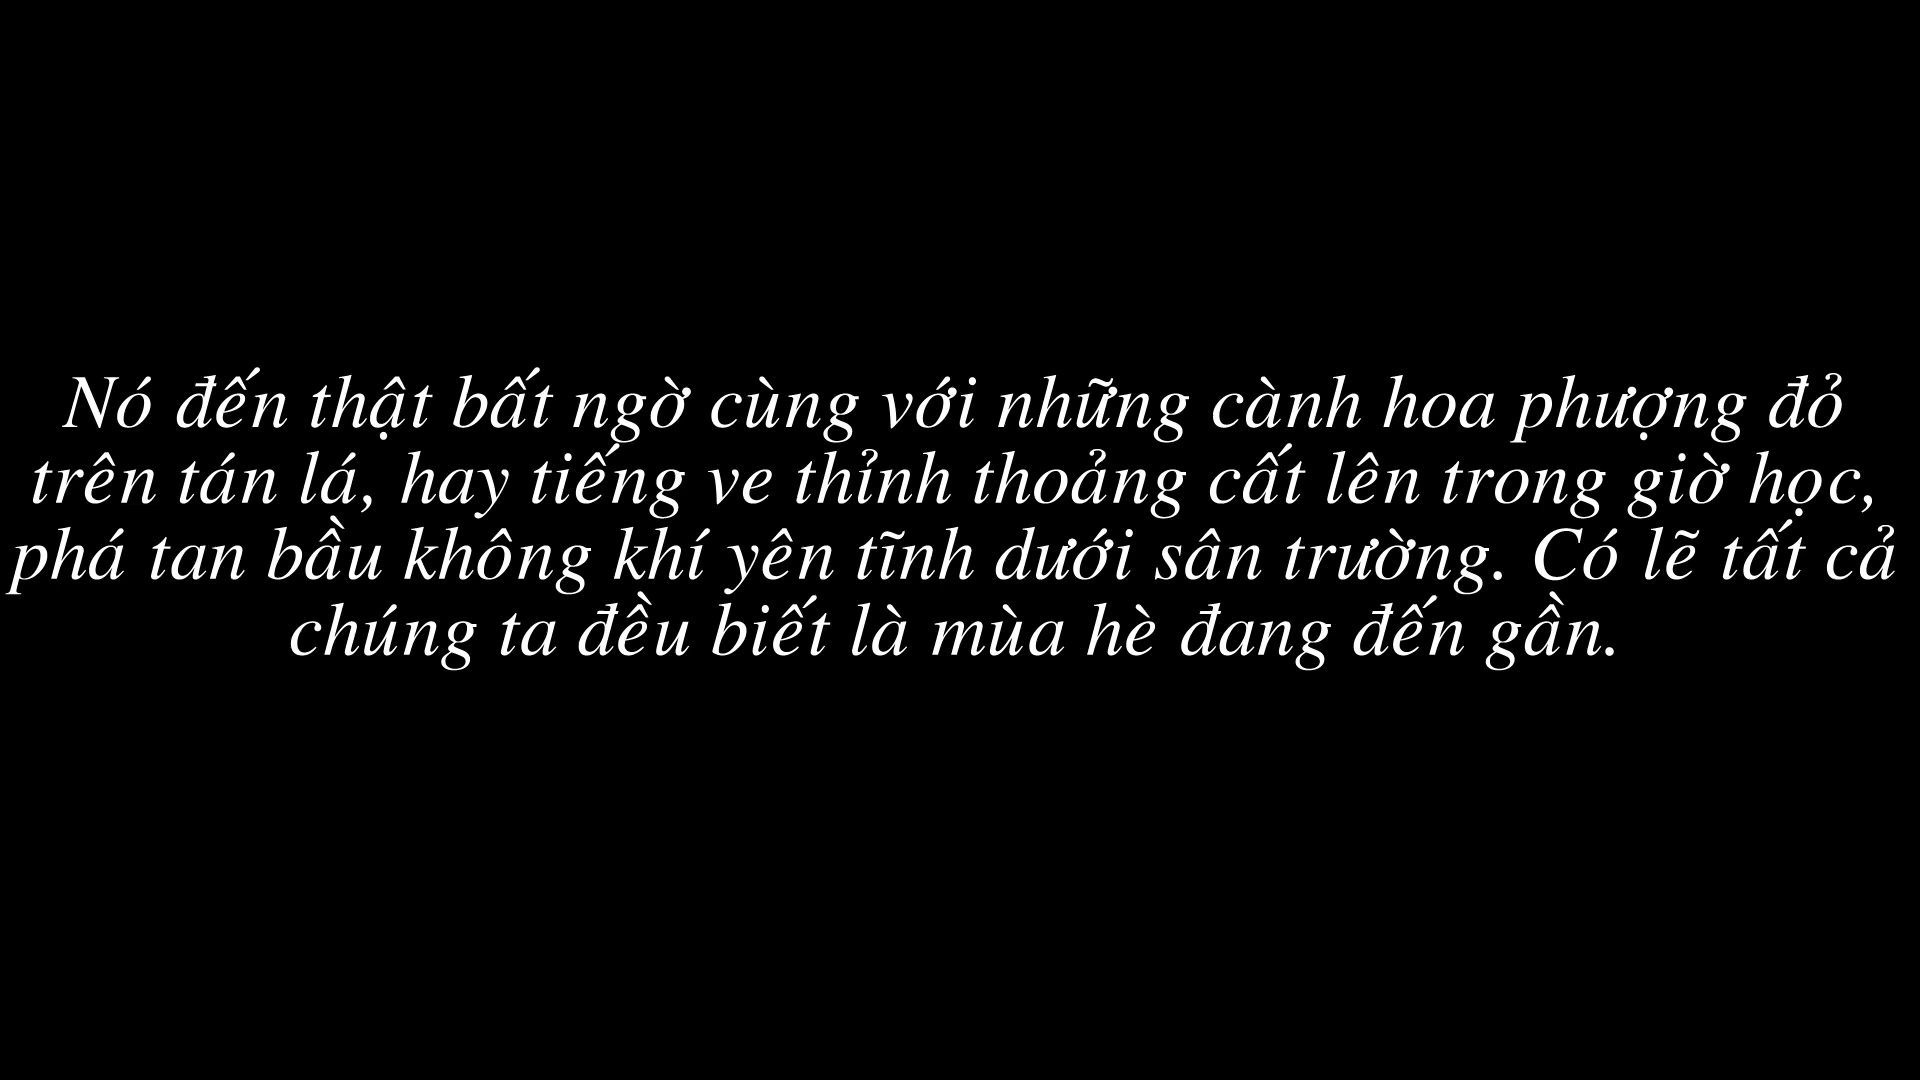 Nó đến thật bất ngờ cùng với những cành hoa phượng đỏ
trên tán lá, hay tiếng ve thỉnh thoảng cất lên trong giờ học,
phá tan bầu không khí yên tĩnh dưới sân trường. Có lẽ tất cả
chúng ta đều biết là mùa hè đang đến gần.